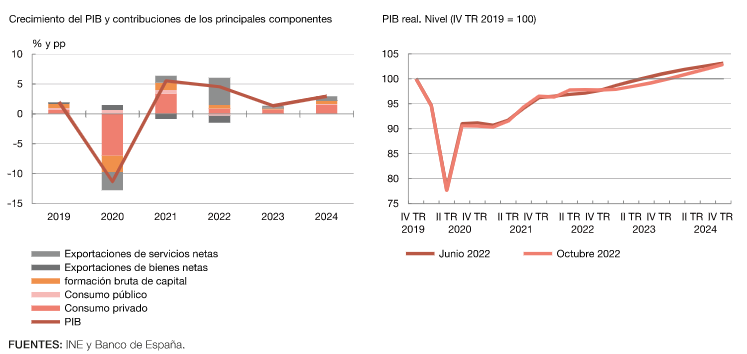 Crecimiento del PIB y contribuciones de los principales componentes
% y pp
10
5
0
-5
-10
-15
2019 2020 2021 2022 2023 2024
Exportaciones de servicios netas
Exportaciones de bienes netas
formación bruta de capital
Consumo público
Consumo privado
PIB
PIB real. Nivel (IV TR 2019 = 100)
105
100
95
90
85
80
75
IV TR II TR IV TR II TR IV TR II TR IV TR II TR IV TR II TR IV TR
2019 2020 2021 2022 2023 2024
Junio 2022 Octubre 2022
FUENTES: INE y Banco de España.